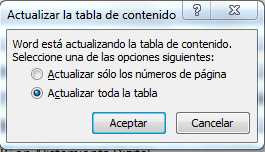 Actualizar la tabla de contenido
Word está actualizando la tabla de contenido.
Seleccione una de las opciones siguientes:
Actualizar sólo los números de página
Actualizar toda la tabla
Aceptar
Cancelar